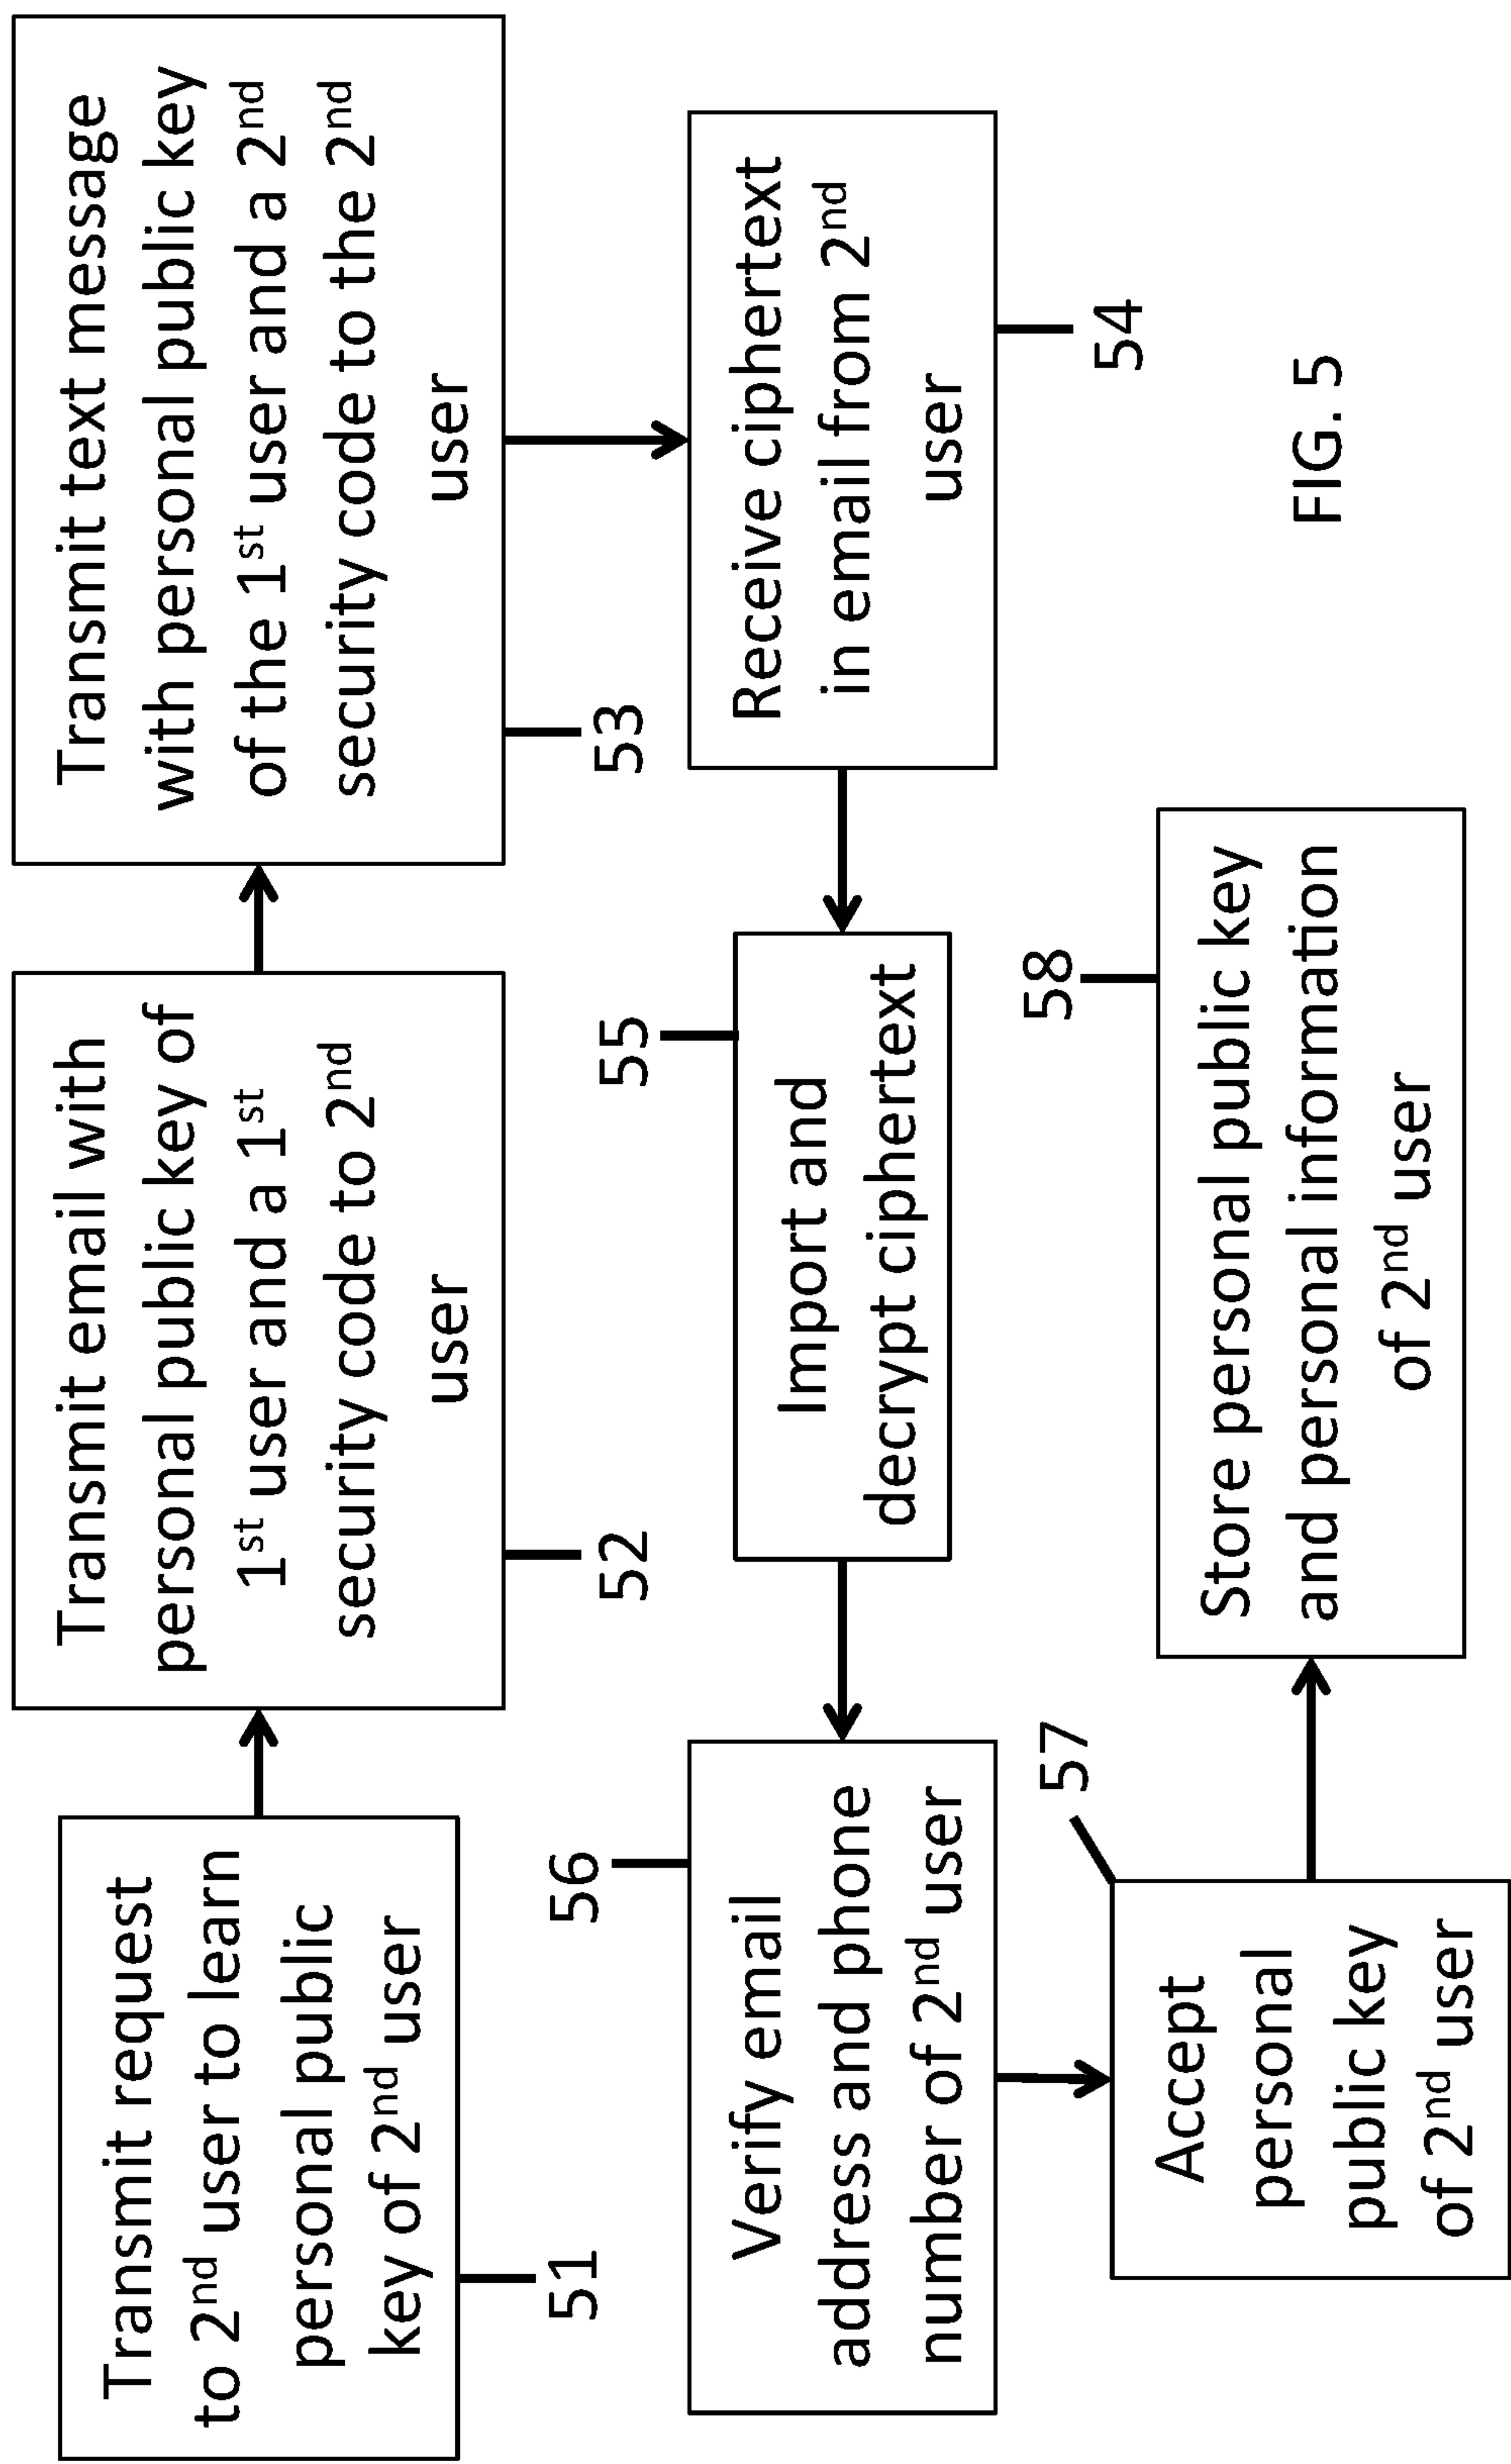 Transmit request
to 2nd user to learn
personal public
key of 2nd user
51
Transmit email with
personal public key of
1st user and a 1st
security code to 2nd
user
52
Transmit text message
with personal public key
of the 1st user and a 2nd
security code to the 2nd
user
53
Receive ciphertext
in email from 2nd
user
54
Import and
decrypt ciphertext
55
Verify email
address and phone
number of 2nd user
56
Accept
personal
public key
of 2nd user
57
Store personal public key
and personal information
of 2nd user
58
FIG. 5